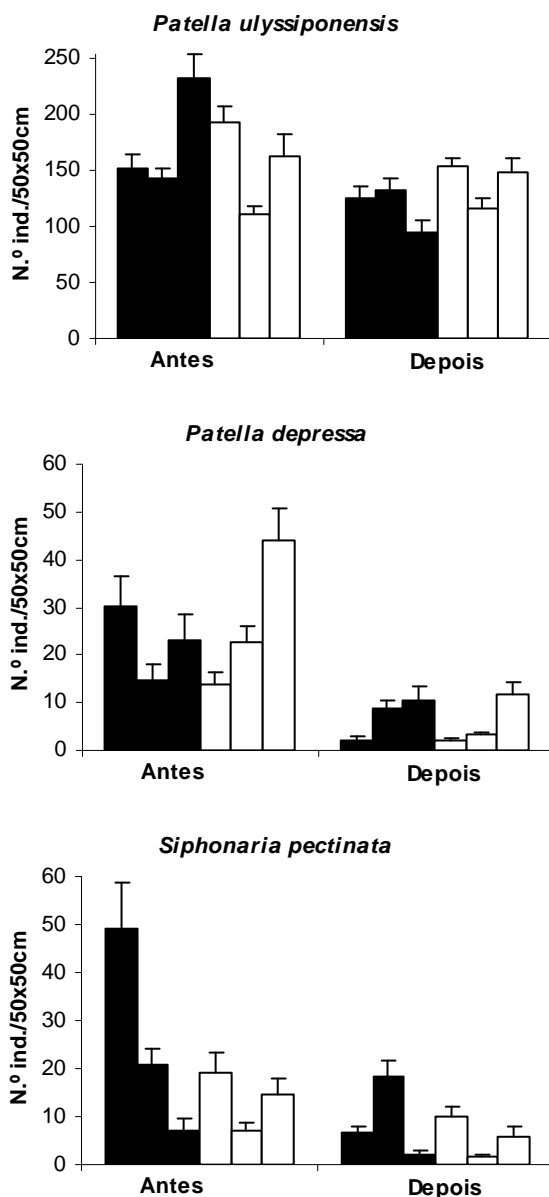 Patella ulyssiponensis
N.º ind./50x50cm
250
200
150
100
50
0
Antes Depois
Patella depressa
N.º ind./50x50cm
60
50
40
30
20
10
0
Antes Depois
Siphonaria pectinata
N.º ind./50x50cm
60
50
40
30
20
10
0
Antes Depois